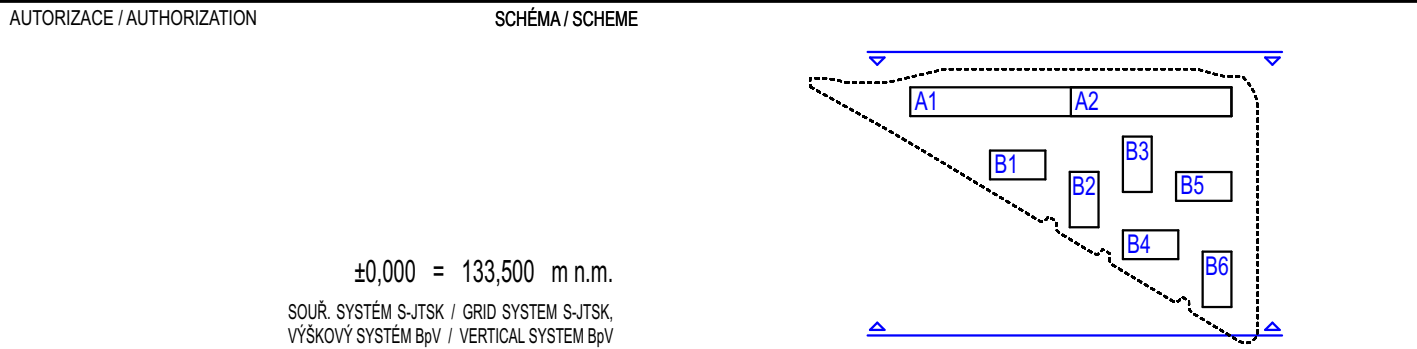 AUTORIZACE / AUTHORIZATION
SCHÉMA / SCHEME
A1
A2
B1
B2
B3
B5
B4
B6
±0,000 = 133,500 m n.m.
SOUŘ. SYSTÉM S-JTSK / GRID SYSTEM S-JTSK,
VÝŠKOVÝ SYSTÉM BpV / VERTICAL SYSTEM BpV